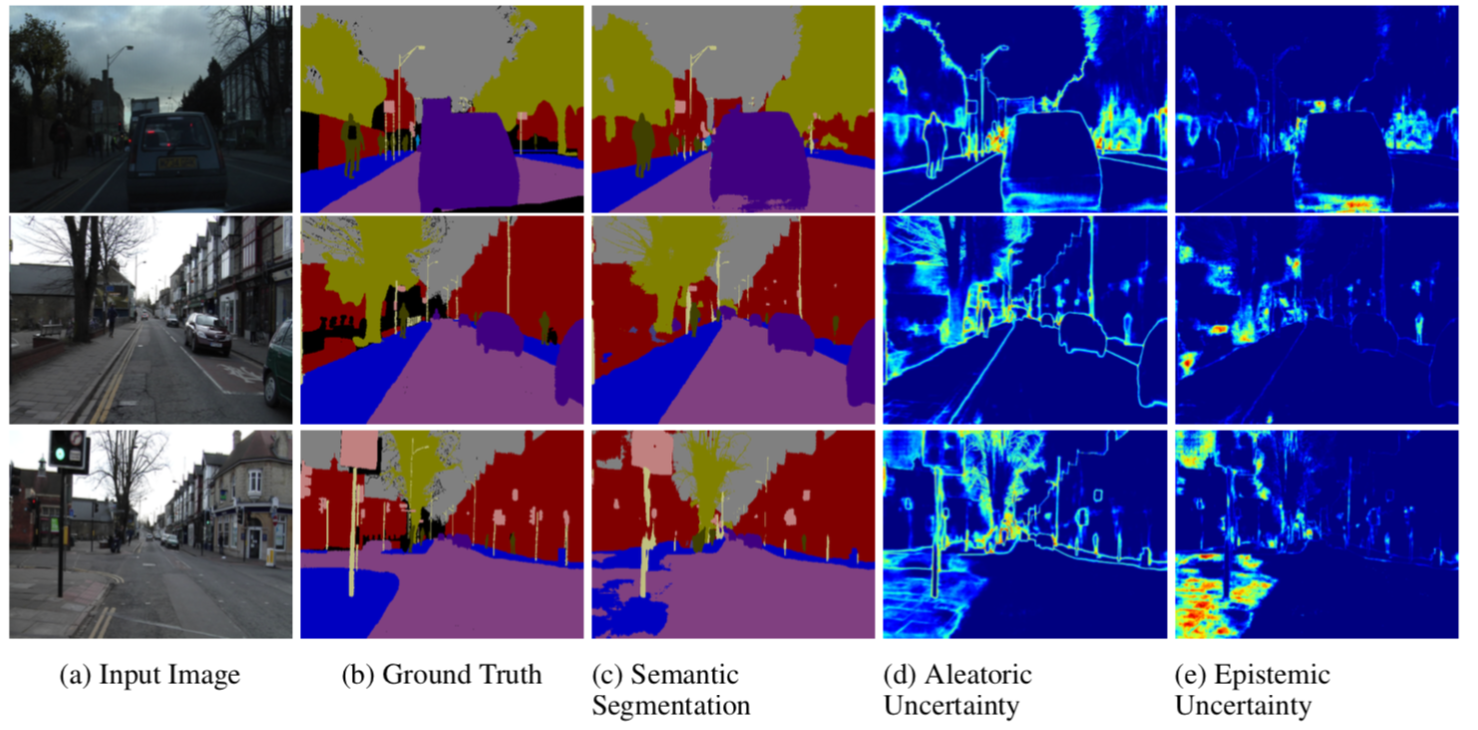 (a) Input Image
(b) Ground Truth
(c) Semantic
Segmentation
(d) Aleatoric
Uncertainty
(e) Epistemic
Uncertainty